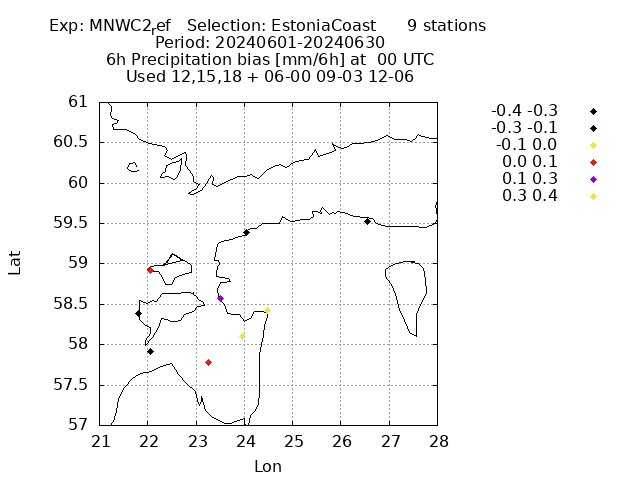 Exp: MNWC2_ref   Selection: EstoniaCoast      9 stations
Period: 20240601-20240630
6h Precipitation bias [mm/6h] at  00 UTC
Used 12,15,18 + 06-00 09-03 12-06
61
60.5
60
59.5
59
58.5
58
57.5
57
21 22 23 24 25 26 27 28
Lat
Lon
-0.4 -0.3
-0.3 -0.1
-0.1 0.0
0.0 0.1
0.1 0.3
0.3 0.4